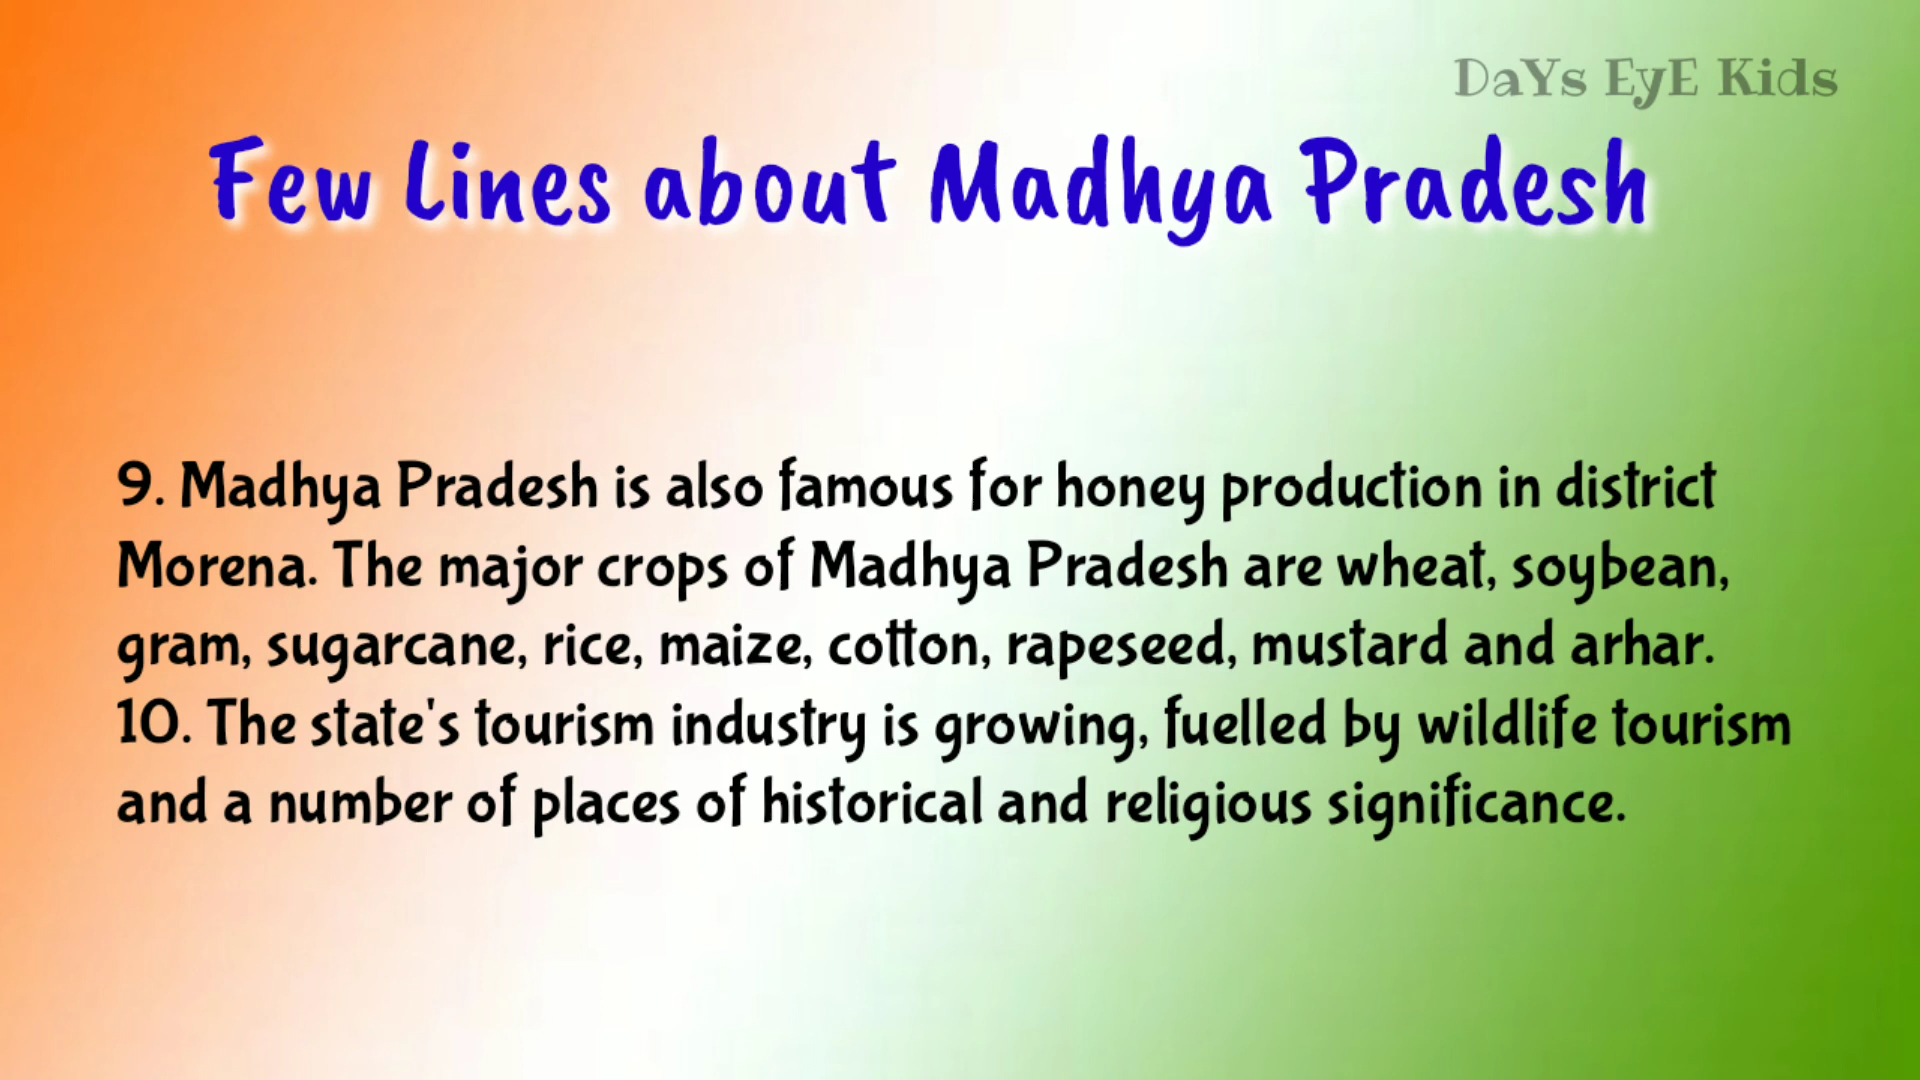 DaYs EyE Kids
Few Lines about Madhya Pradesh
9. Madhya Pradesh is also famous for honey production in district
Morena. The major crops of Madhya Pradesh are wheat, soybean,
gram, sugarcane, rice, maize, cotton, rapeseed, mustard and arhar.
10. The state's tourism industry is growing, fuelled by wildlife tourism
and a number of places of historical and religious significance.